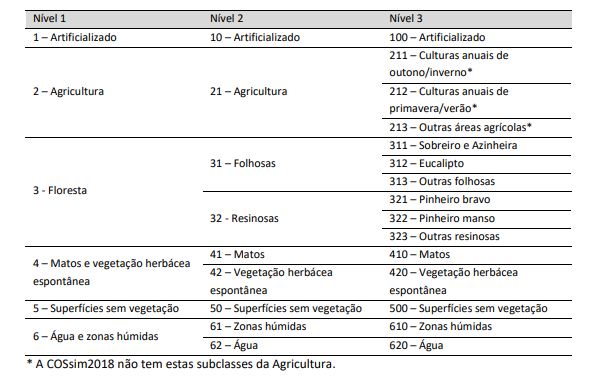 Nível 1 Nível 2 Nível 3
1 – Artificializado 10 – Artificializado 100 – Artificializado
2 – Agricultura 21 – Agricultura 211 – Culturas anuais de
outono/inverno*
212 – Culturas anuais de
primavera/verão*
213 – Outras áreas agrícolas*
3 - Floresta 31 – Folhosas 311 – Sobreiro e Azinheira
312 – Eucalipto
313 – Outras folhosas
32 - Resinosas 321 – Pinheiro bravo
322 – Pinheiro manso
323 – Outras resinosas
4 – Matos e vegetação herbácea
espontânea
41 – Matos 410 – Matos
42 – Vegetação herbácea
espontânea
420 – Vegetação herbácea
espontânea
5 – Superfícies sem vegetação 50 – Superfícies sem vegetação 500 – Superfícies sem vegetação
6 – Água e zonas húmidas 61 – Zonas húmidas 610 – Zonas húmidas
62 – Água 620 – Água
* A COSsim2018 não tem estas subclasses da Agricultura.